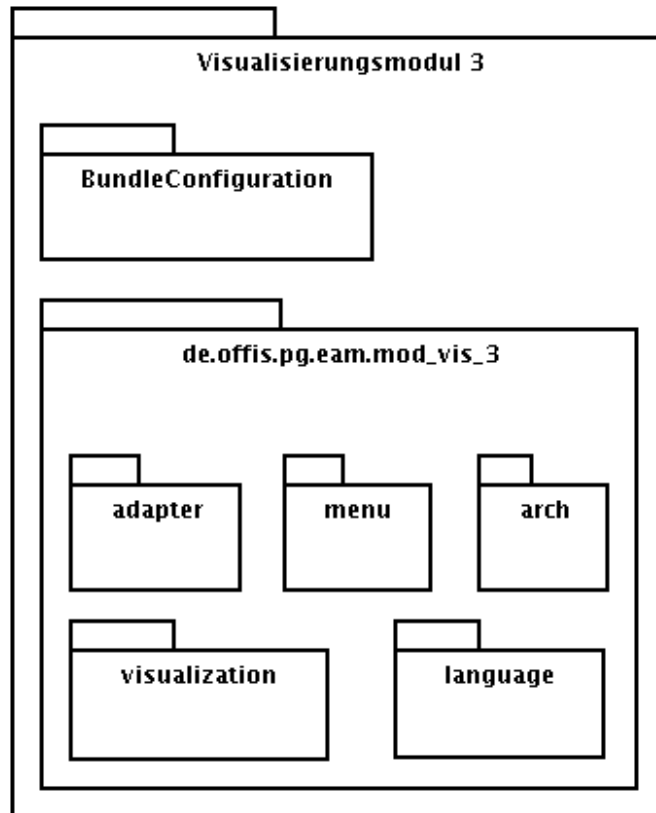 Visualisierungsmodul 3
BundleConfiguration
de.offis.pg.eam.mod_vis_3
adapter
menu
arch
visualization
language